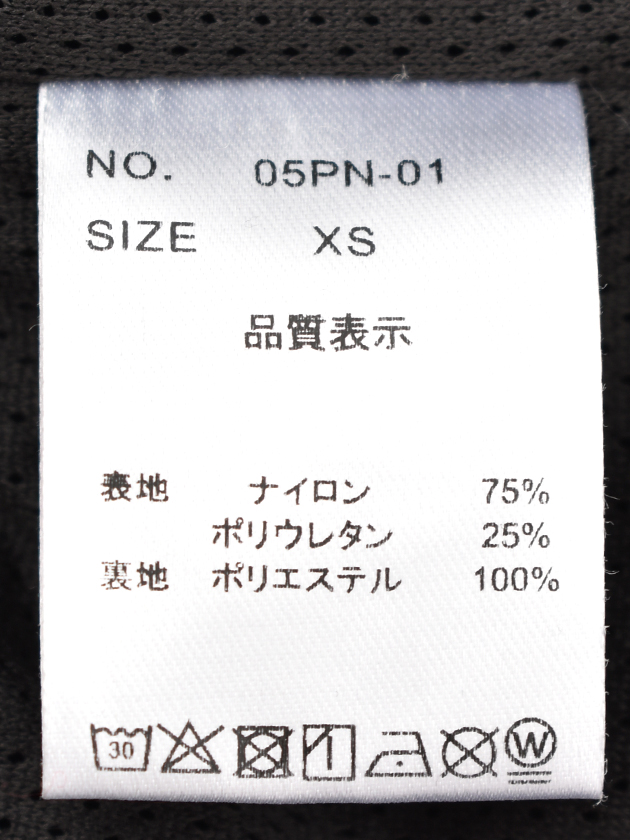 NO. 05PN-01
SIZE XS
品質表示
表地 ナイロン 75%
ポリウレタン 25%
裏地 ポリエステル 100%
30 W